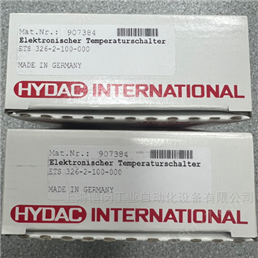 Mat.Nr.: 907384
Elektronischer Temperaturschalter
ETS 326-2-100-000
MADE IN GERMANY
HYDAC INTERNATIONAL
Mat.Nr.: 907384
Elektronischer Temperaturschalter
ETS 326-2-100-000
MADE IN GERMANY
HYDAC INTERNATIONAL